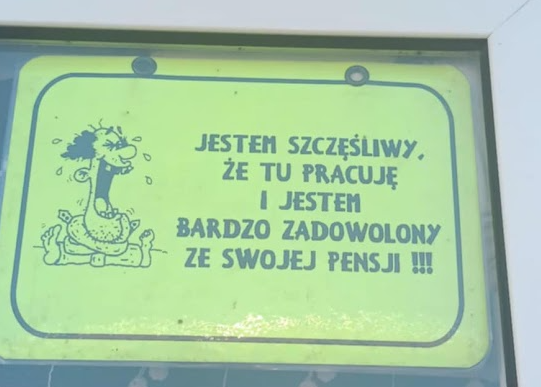 JESTEM SZCZĘŚLIWY,
ŻE TU PRACUJĘ
I JESTEM
BARDZO ZADOWOLONY
ZE SWOJEJ PENSJI !!!